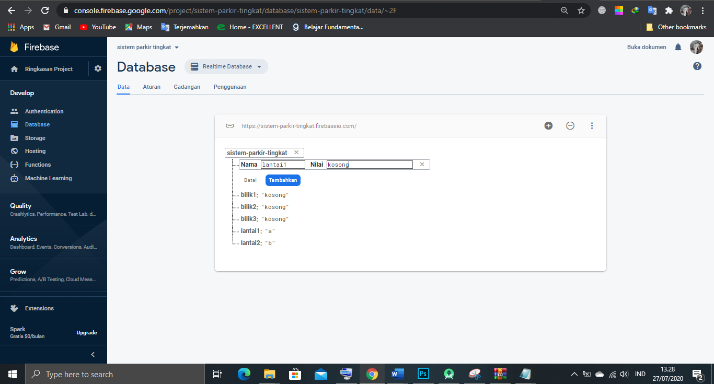 console.firebase.google.com/project/sistem-parkir-tingkat/database/sistem-parkir-tingkat/data/~2F
Apps Gmail YouTube Maps Terjemahkan Home - EXCELLENT Belajar Fundamenta... Other bookmarks
Firebase
sistem parkir tingkat
Buka dokumen
Ringkasan Project
Database
Realtime Database
Develop
Data Aturan Cadangan Penggunaan
Authentication
Database
Storage
Hosting
Functions
Machine Learning
https://sistem-parkir-tingkat.firebaseio.com/
sistem-parkir-tingkat
Nama lantai1 Nilai kosong
Batal Tambahkan
bilik1: "kosong"
bilik2: "kosong"
bilik3: "kosong"
lantai1: "a"
lantai2: "b"
Quality
Crashlytics, Performance, Test Lab, d...
Analytics
Dashboard, Events, Conversions, Audi...
Grow
Predictions, A/B Testing, Cloud Mess...
Extensions
Spark
Gratis $0/bulan
Upgrade
Type here to search
IND
13.28
27/07/2020